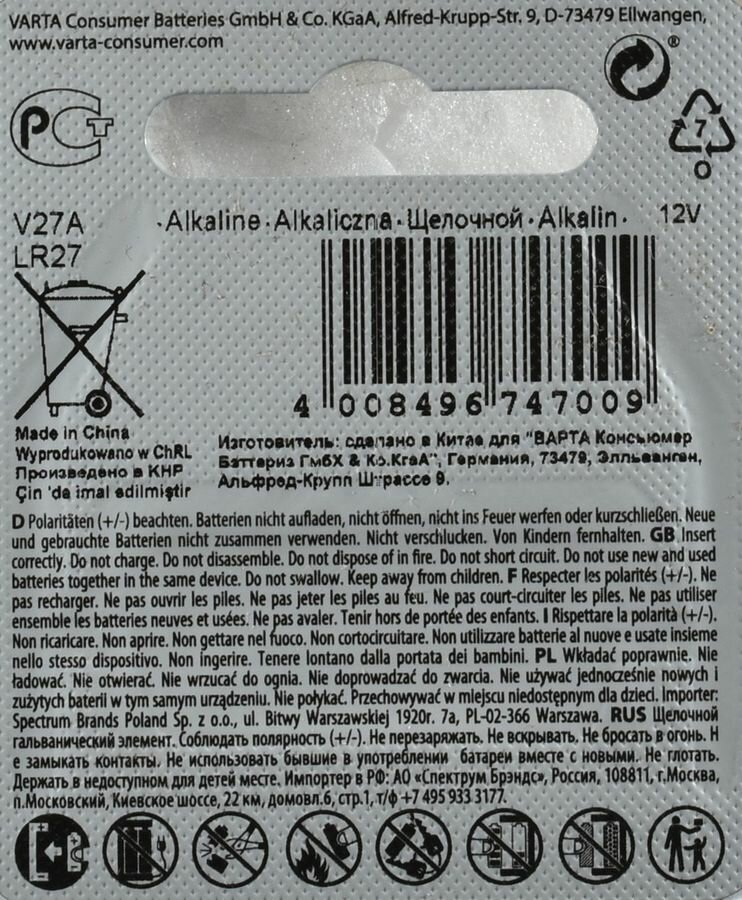 VARTA Consumer Batteries GmbH & Co. KGaA, Alfred-Krupp-Str. 9, D-73479 Ellwangen,
www.varta-consumer.com
®
РСТ
7
O
V27A
LR27
·Alkaline·Alkaliczna·Щелочной·Alkalin·
12V
4 008496 747009
Made in China
Wyprodukowano w ChRL
Произведено в КНР
Çin 'de imal edilmiştir
Изготовитель: сделано в Китае для "ВАРТА Консьюмер
Баттериз ГмбХ & Ко.КгаА", Германия, 73479, Эллванген,
Альфред-Крупп Штрассе 9.
D Polaritäten (+/-) beachten. Batterien nicht aufladen, nicht öffnen, nicht ins Feuer werfen oder kurzschließen. Neue
und gebrauchte Batterien nicht zusammen verwenden. Nicht verschlucken. Von Kindern fernhalten. GB Insert
correctly. Do not charge. Do not disassemble. Do not dispose of in fire. Do not short circuit. Do not use new and used
batteries together in the same device. Do not swallow. Keep away from children. F Respecter les polarités (+/-). Ne
pas recharger. Ne pas ouvrir les piles. Ne pas jeter les piles au feu. Ne pas court-circuiter les piles. Ne pas utiliser
ensemble les batteries neuves et usées. Ne pas avaler. Tenir hors de portée des enfants. I Rispettare la polarità (+/-).
Non ricaricare. Non aprire. Non gettare nel fuoco. Non cortocircuitare. Non utilizzare batterie al nuove e usate insieme
nello stesso dispositivo. Non ingerire. Tenere lontano dalla portata dei bambini. PL Wkładać poprawnie. Nie
ładować. Nie otwierać. Nie wrzucać do ognia. Nie doprowadzać do zwarcia. Nie używać jednocześnie nowych i
zużytych baterii w tym samym urządzeniu. Nie połykać. Przechowywać w miejscu niedostępnym dla dzieci. Importer:
Spectrum Brands Poland Sp. z o.o., ul. Bitwy Warszawskiej 1920r. 7a, PL-02-366 Warszawa. RUS Щелочной
гальванический элемент. Соблюдать полярность (+/-). Не перезаряжать. Не вскрывать. Не бросать в огонь. Н
е замыкать контакты. Не использовать бывшие в употреблении батареи вместе с новыми. Не глотать.
Держать в недоступном для детей месте. Импортер в РФ: АО «Спектрум Брэндс», Россия, 108811, г.Москва,
п.Московский, Киевское шоссе, 22 км, домовл.6, стр.1, т/ф +7 495 933 3177.